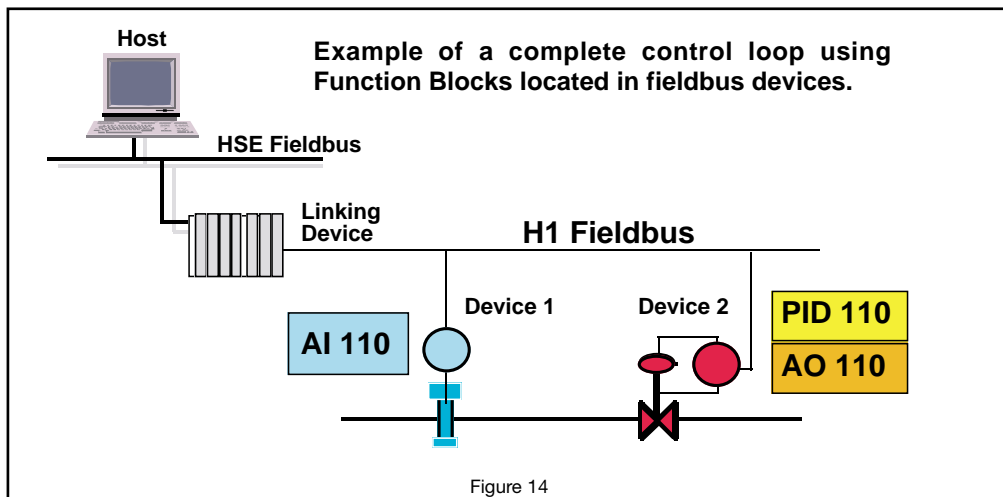 Host
Example of a complete control loop using
Function Blocks located in fieldbus devices.
HSE Fieldbus
Linking
Device
H1 Fieldbus
Device 1
Device 2
AI 110
PID 110
AO 110
Figure 14